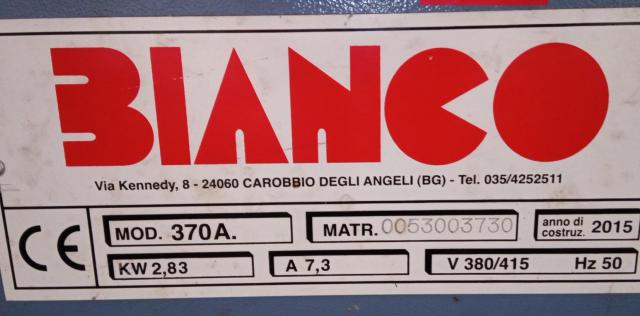 BIANCO
Via Kennedy, 8 - 24060 CAROBBIO DEGLI ANGELI (BG) - Tel. 035/4252511
CE MOD. 370A. MATR. 0053003730 anno di costruz. 2015
KW 2,83 A 7,3 V 380/415 Hz 50